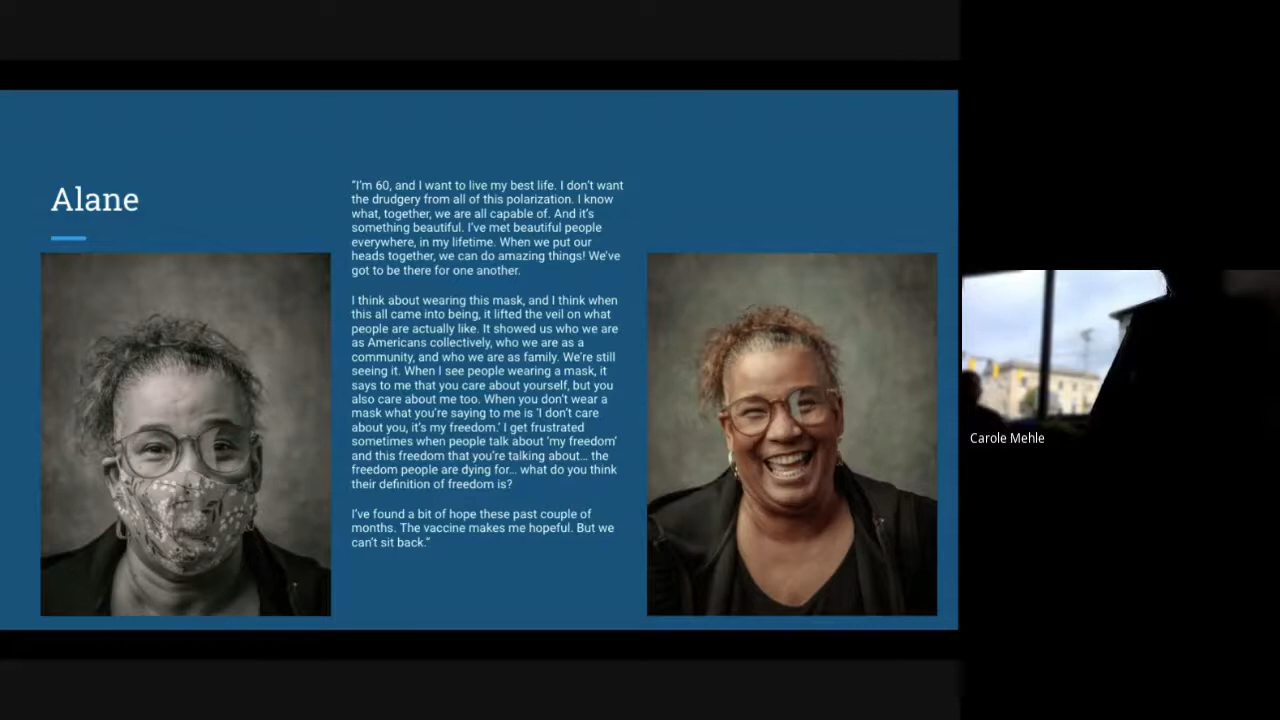 Alane
“I’m 60, and I want to live my best life. I don’t want
the drudgery from all of this polarization. I know
what, together, we are all capable of. And it’s
something beautiful. I’ve met beautiful people
everywhere, in my lifetime. When we put our
heads together, we can do amazing things! We’ve
got to be there for one another.
I think about wearing this mask, and I think when
this all came into being, it lifted the veil on what
people are actually like. It showed us who we are
as Americans collectively, who we are as a
community, and who we are as family. We’re still
seeing it. When I see people wearing a mask, it
says to me that you care about yourself, but you
also care about me too. When you don’t wear a
mask what you’re saying to me is ‘I don’t care
about you, it’s my freedom.’ I get frustrated
sometimes when people talk about ‘my freedom’
and this freedom that you’re talking about... the
freedom people are dying for... what do you think
their definition of freedom is?
I’ve found a bit of hope these past couple of
months. The vaccine makes me hopeful. But we
can’t sit back.”
Carole Mehle